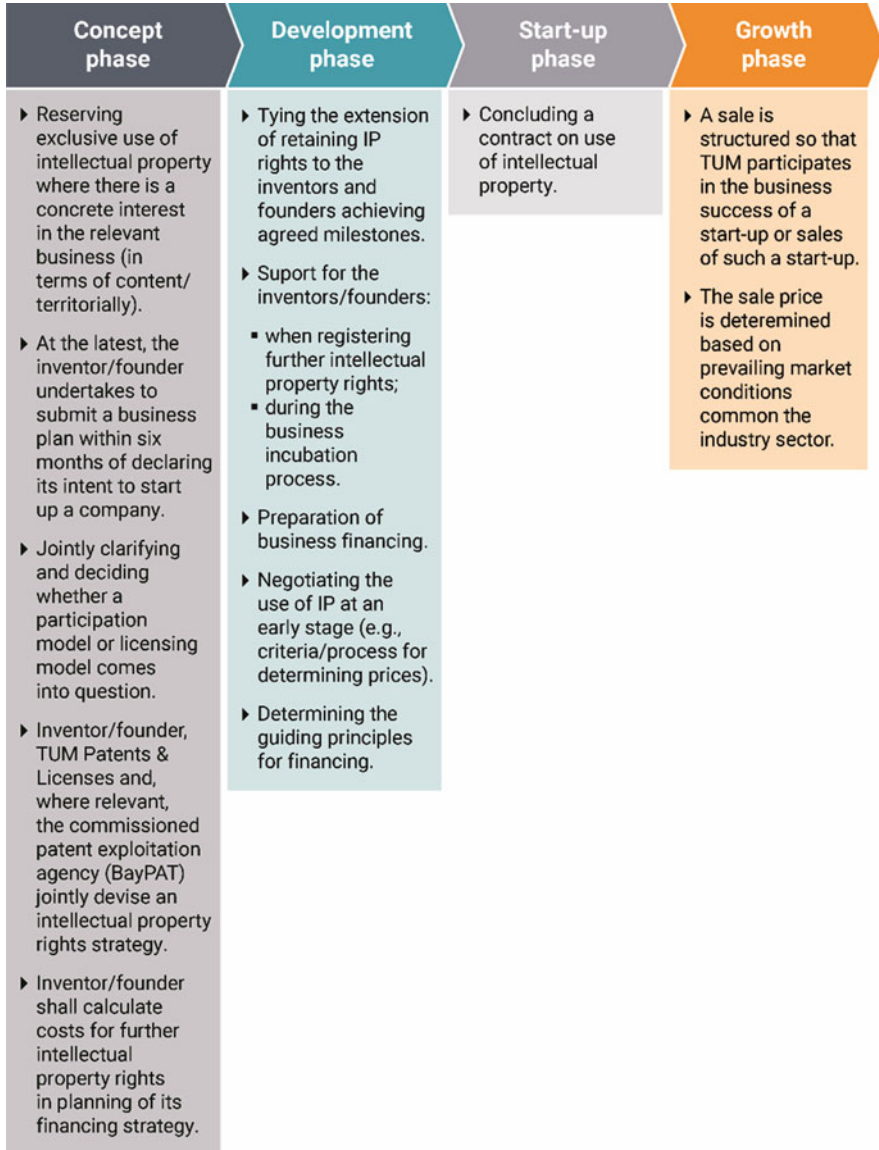 Concept
phase
Reserving
exclusive use of
intellectual property
where there is a
concrete interest
in the relevant
business (in
terms of content/
territorially).
At the latest, the
inventor/founder
undertakes to
submit a business
plan within six
months of declaring
its intent to start
up a company.
Jointly clarifying
and deciding
whether a
participation
model or licensing
model comes
into question.
Inventor/founder,
TUM Patents &
Licenses and,
where relevant,
the commissioned
patent exploitation
agency (BayPAT)
jointly devise an
intellectual property
rights strategy.
Inventor/founder
shall calculate
costs for further
intellectual
property rights
in planning of its
financing strategy.
Development
phase
Tying the extension
of retaining IP
rights to the
inventors and
founders achieving
agreed milestones.
Suport for the
inventors/founders:
when registering
further intellectual
property rights;
during the
business
incubation
process.
Preparation of
business financing.
Negotiating the
use of IP at an
early stage (e.g.,
criteria/process for
determining prices).
Determining the
guiding principles
for financing.
Start-up
phase
Concluding a
contract on use
of intellectual
property.
Growth
phase
A sale is
structured so that
TUM participates
in the business
success of a
start-up or sales
of such a start-up.
The sale price
is deteremined
based on
prevailing market
conditions
common the
industry sector.